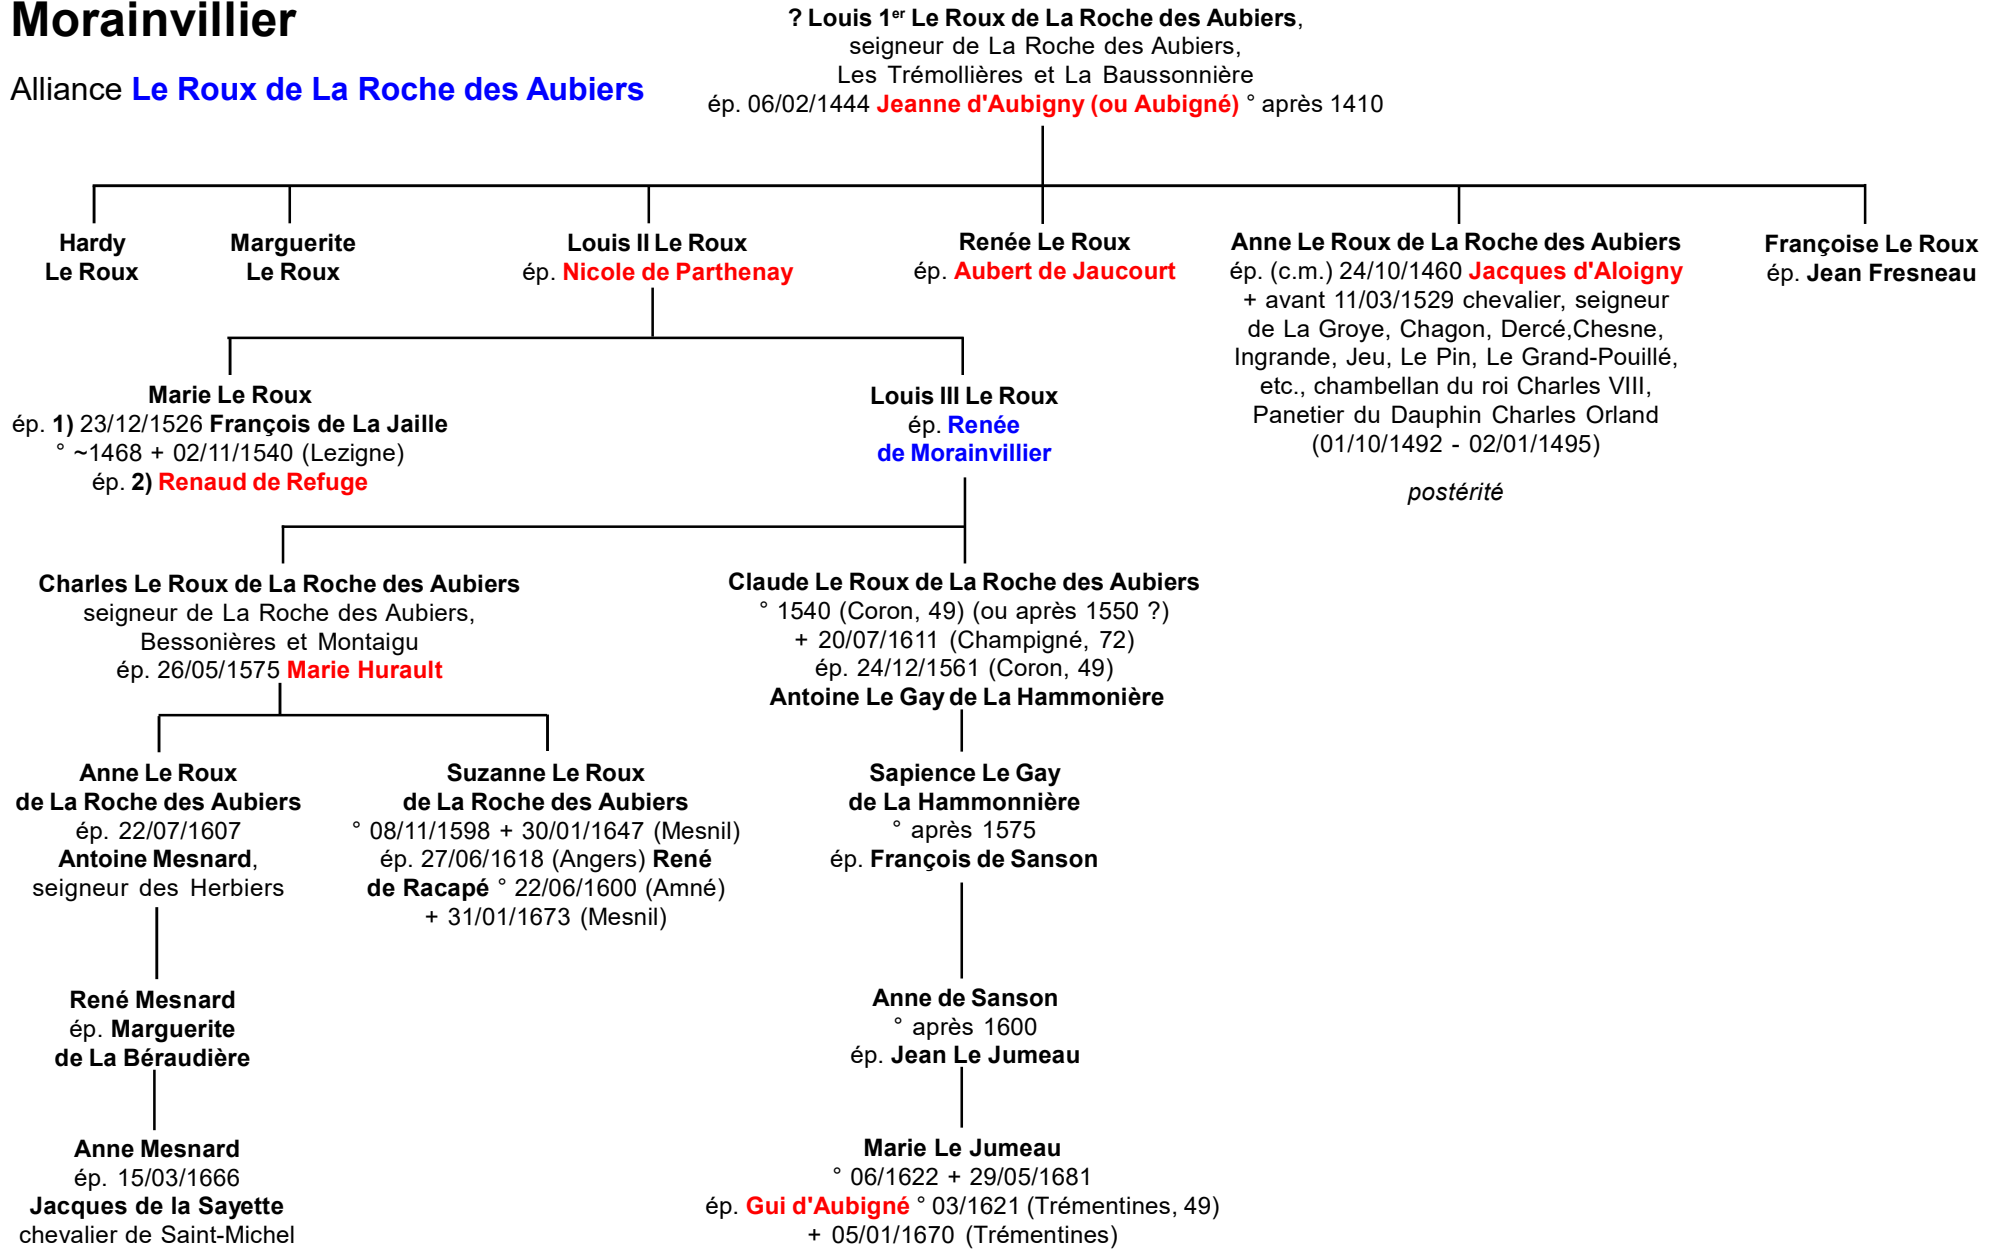 Morainvillier
Alliance Le Roux de La Roche des Aubiers
? Louis 1er Le Roux de La Roche des Aubiers,
seigneur de La Roche des Aubiers,
Les Trémollières et La Baussonnière
ép. 06/02/1444 Jeanne d'Aubigny (ou Aubigné) ° après 1410
Hardy
Le Roux
Marguerite
Le Roux
Louis II Le Roux
ép. Nicole de Parthenay
Renée Le Roux
ép. Aubert de Jaucourt
Anne Le Roux de La Roche des Aubiers
ép. (c.m.) 24/10/1460 Jacques d'Aloigny
+ avant 11/03/1529 chevalier, seigneur
de La Groye, Chagon, Dercé,Chesne,
Ingrande, Jeu, Le Pin, Le Grand-Pouillé,
etc., chambellan du roi Charles VIII,
Panetier du Dauphin Charles Orland
(01/10/1492 - 02/01/1495)
postérité
Françoise Le Roux
ép. Jean Fresneau
Marie Le Roux
ép. 1) 23/12/1526 François de La Jaille
° ~1468 + 02/11/1540 (Lezigne)
ép. 2) Renaud de Refuge
Louis III Le Roux
ép. Renée
de Morainvillier
Charles Le Roux de La Roche des Aubiers
seigneur de La Roche des Aubiers,
Bessonières et Montaigu
ép. 26/05/1575 Marie Hurault
Claude Le Roux de La Roche des Aubiers
° 1540 (Coron, 49) (ou après 1550 ?)
+ 20/07/1611 (Champigné, 72)
ép. 24/12/1561 (Coron, 49)
Antoine Le Gay de La Hammonière
Anne Le Roux
de La Roche des Aubiers
ép. 22/07/1607
Antoine Mesnard,
seigneur des Herbiers
Suzanne Le Roux
de La Roche des Aubiers
° 08/11/1598 + 30/01/1647 (Mesnil)
ép. 27/06/1618 (Angers) René
de Racapé ° 22/06/1600 (Amné)
+ 31/01/1673 (Mesnil)
Sapience Le Gay
de La Hammonnière
° après 1575
ép. François de Sanson
René Mesnard
ép. Marguerite
de La Béraudière
Anne de Sanson
° après 1600
ép. Jean Le Jumeau
Anne Mesnard
ép. 15/03/1666
Jacques de la Sayette
chevalier de Saint-Michel
Marie Le Jumeau
° 06/1622 + 29/05/1681
ép. Gui d'Aubigné ° 03/1621 (Trémentines, 49)
+ 05/01/1670 (Trémentines)